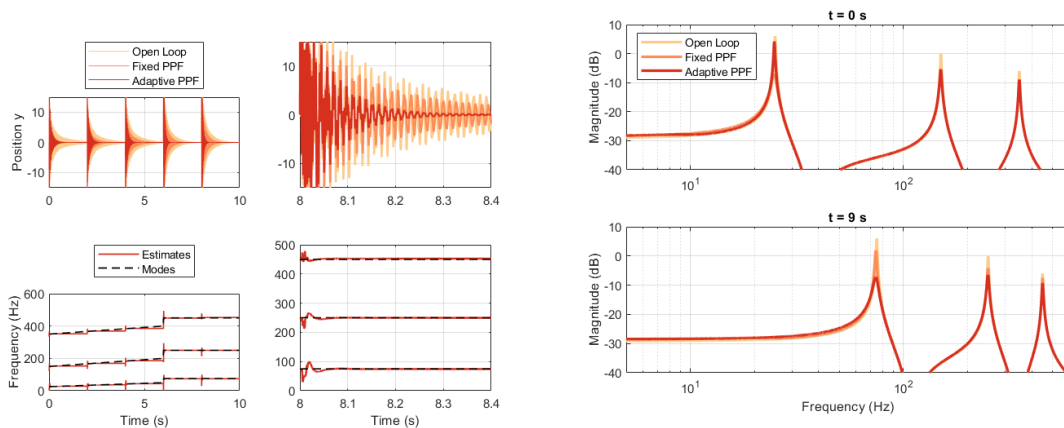 Open Loop
Fixed PPF
Adaptive PPF
Position y
10
0
-10
0
5
10
10
0
-10
8
8.1
8.2
8.3
8.4
Estimates
Modes
Frequency (Hz)
600
400
200
0
0
5
10
Time (s)
500
400
300
200
100
0
8
8.1
8.2
8.3
8.4
Time (s)
t = 0 s
Open Loop
Fixed PPF
Adaptive PPF
Magnitude (dB)
10
0
-10
-20
-30
-40
10¹
10²
t = 9 s
Magnitude (dB)
10
0
-10
-20
-30
-40
10¹
10²
Frequency (Hz)